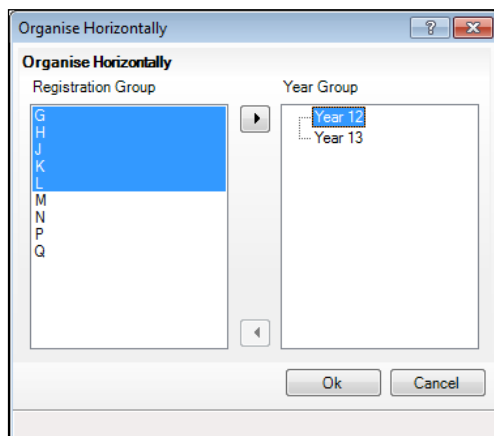 Organise Horizontally
Organise Horizontally
Registration Group
Year Group
G
H
J
K
L
M
N
P
Q
Year 12
Year 13
Ok
Cancel